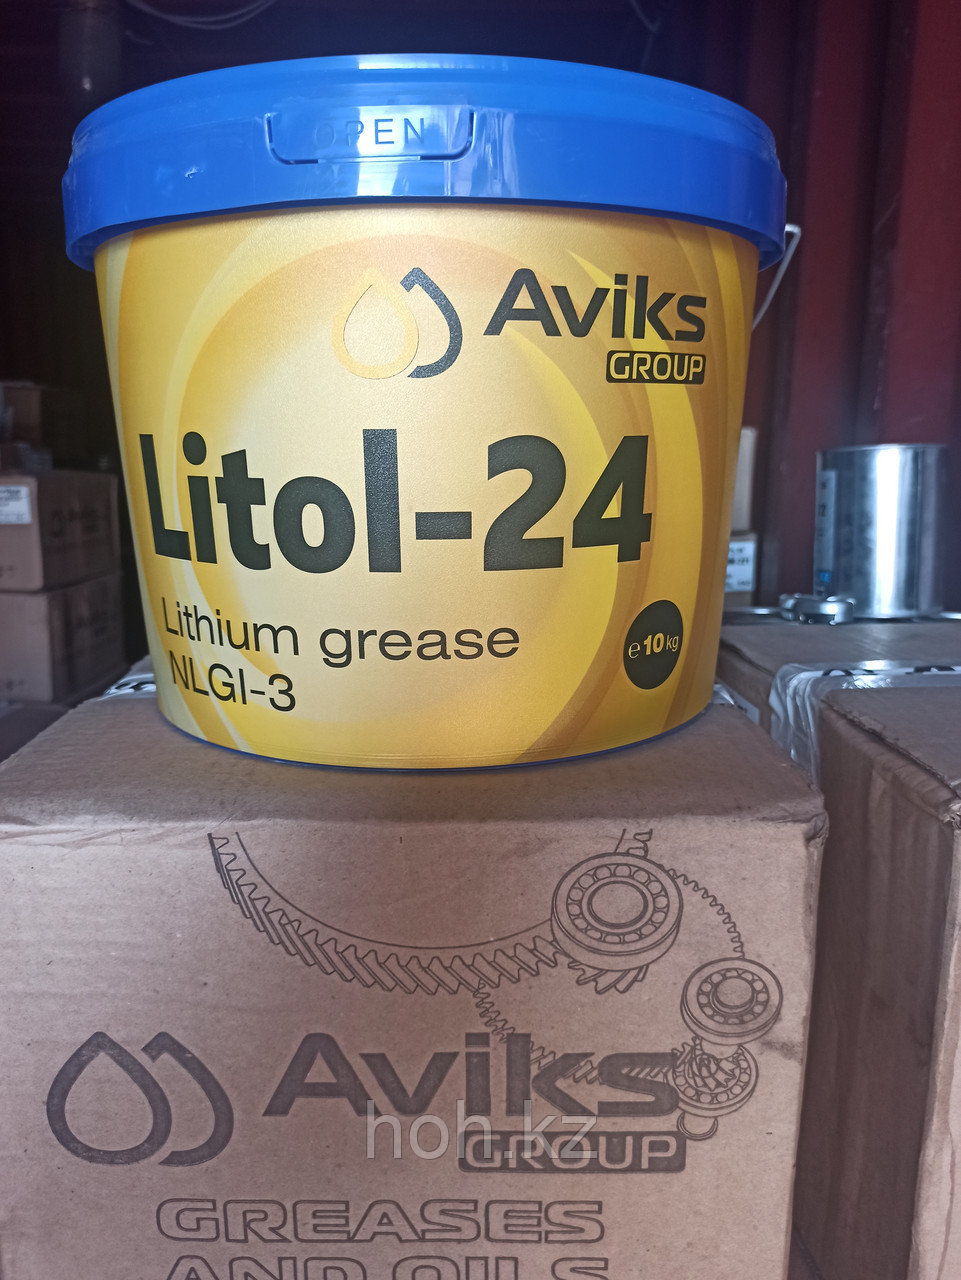 OPEN
Aviks
GROUP
Litol-24
Lithium grease
NLGI-3
e 10 kg
Aviks
GROUP
hoh.kz
GREASES
AND OILS